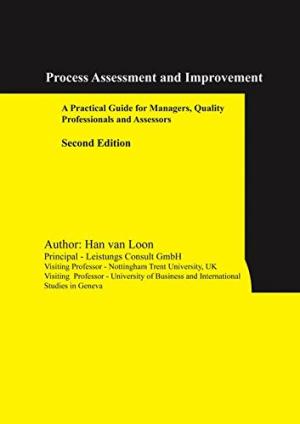 Process Assessment and Improvement
A Practical Guide for Managers, Quality
Professionals and Assessors
Second Edition
Author: Han van Loon
Principal - Leistungs Consult GmbH
Visiting Professor - Nottingham Trent University, UK
Visiting Professor - University of Business and International
Studies in Geneva